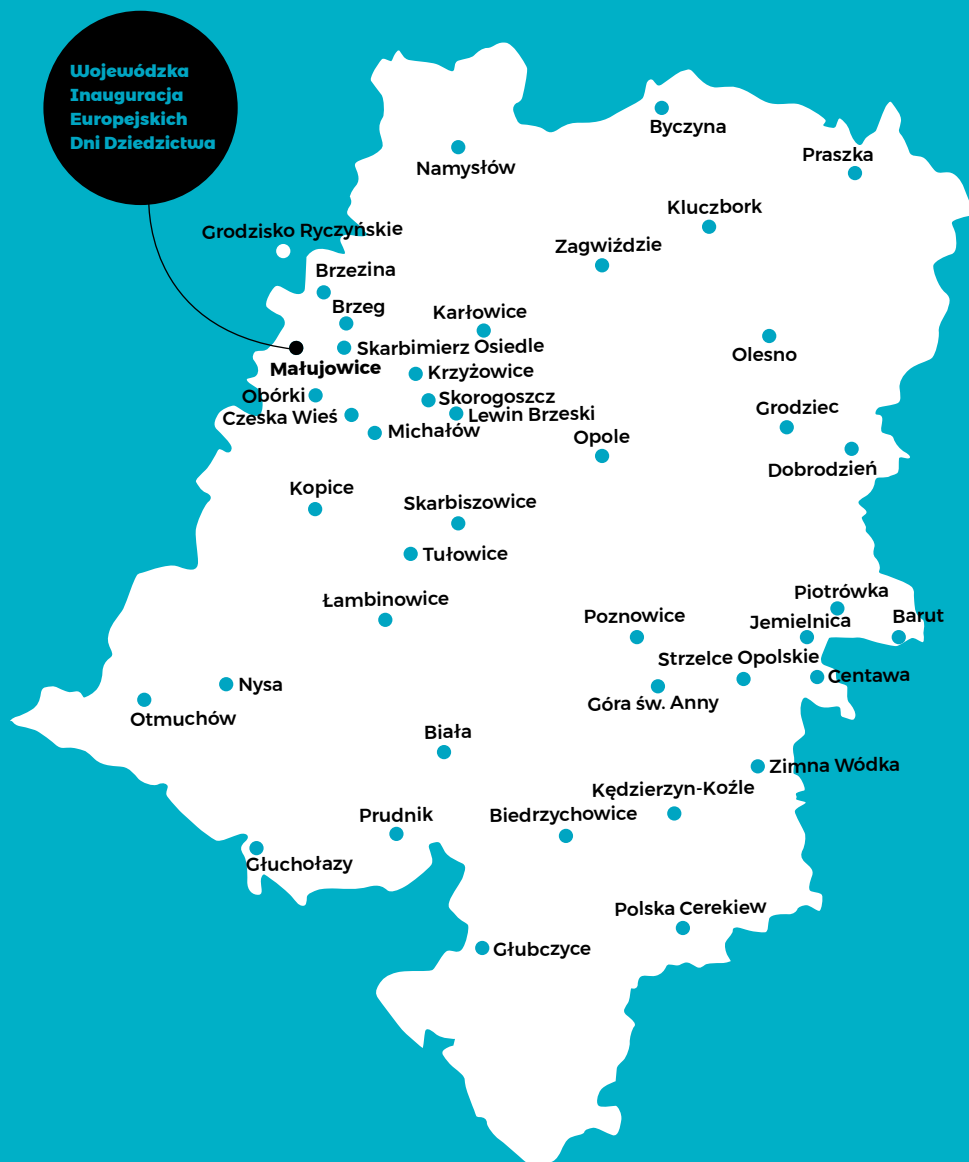 Wojewódzka
Inauguracja
Europejskich
Dni Dziedzictwa
Byczyna
Praszka
Namysłów
Kluczbork
Grodzisko Ryczyńskie
Zagwiździe
Brzezina
Brzeg
Karłowice
Skarbimierz Osiedle
Olesno
Małujowice
Krzyżowice
Obórki
Skorogoszcz
Grodziec
Czeska Wieś
Lewin Brzeski
Michałów
Opole
Dobrodzień
Kopice
Skarbiszowice
Tułowice
Piotrówka
Łambinowice
Poznowice
Jemielnica
Barut
Strzelce Opolskie
Centawa
Nysa
Góra św. Anny
Otmuchów
Biała
Zimna Wódka
Kędzierzyn-Koźle
Prudnik
Biedrzychowice
Głuchołazy
Polska Cerekiew
Głubczyce